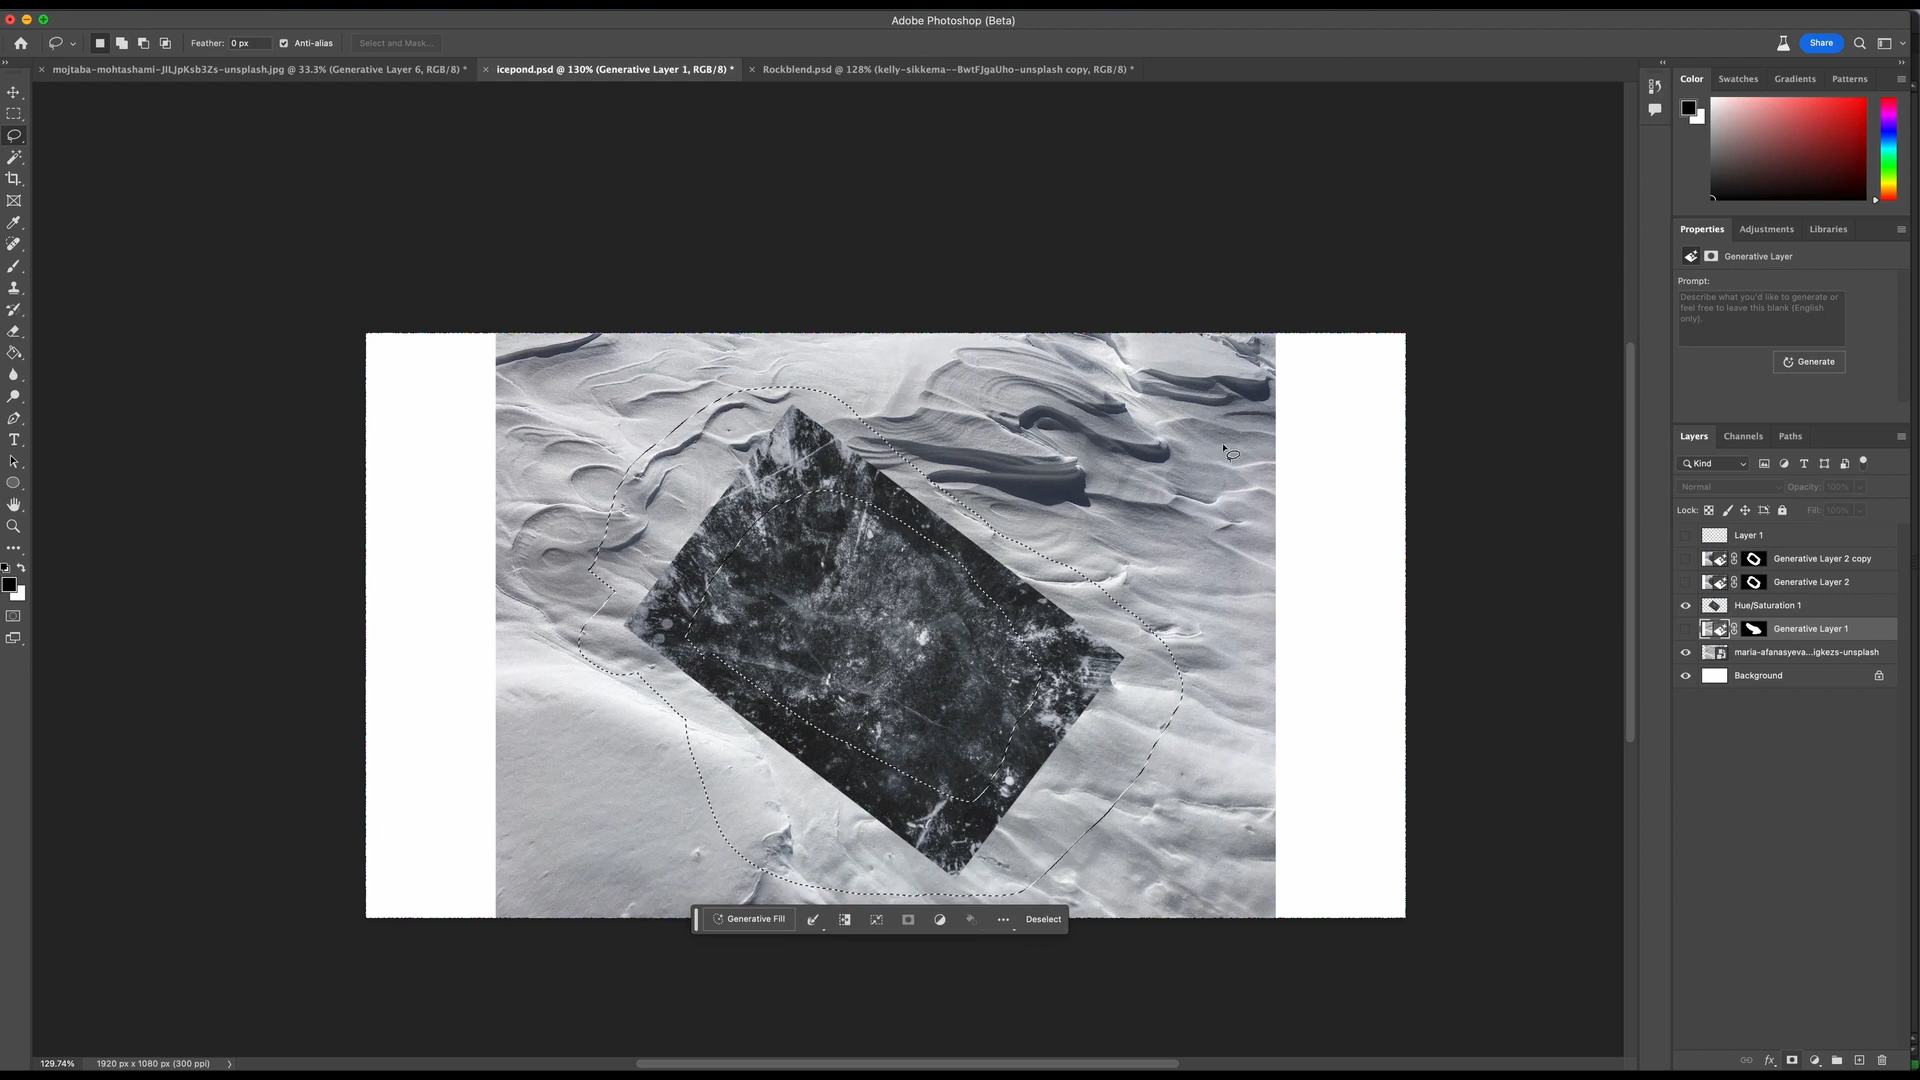 Adobe Photoshop (Beta)
Feather: 0 px Anti-alias Select and Mask... Share
mojtaba-mohtashami-JILJpKsb3Zs-unsplash.jpg @ 33.3% (Generative Layer 6, RGB/8) * icepond.psd @ 130% (Generative Layer 1, RGB/8) * Rockblend.psd @ 128% (kelly-sikkema--BwtFJgaUho-unsplash copy, RGB/8) *
Color Swatches Gradients Patterns
Properties Adjustments Libraries
Generative Layer
Prompt:
Describe what you'd like to generate or
feel free to leave this blank (English
only).
Generate
Layers Channels Paths
Kind
Normal Opacity: 100%
Lock: Fill: 100%
Layer 1
Generative Layer 2 copy
Generative Layer 2
Hue/Saturation 1
Generative Layer 1
maria-afanasyeva...igkezs-unsplash
Background
Generative Fill Deselect
129.74% 1920 px x 1080 px (300 ppi)